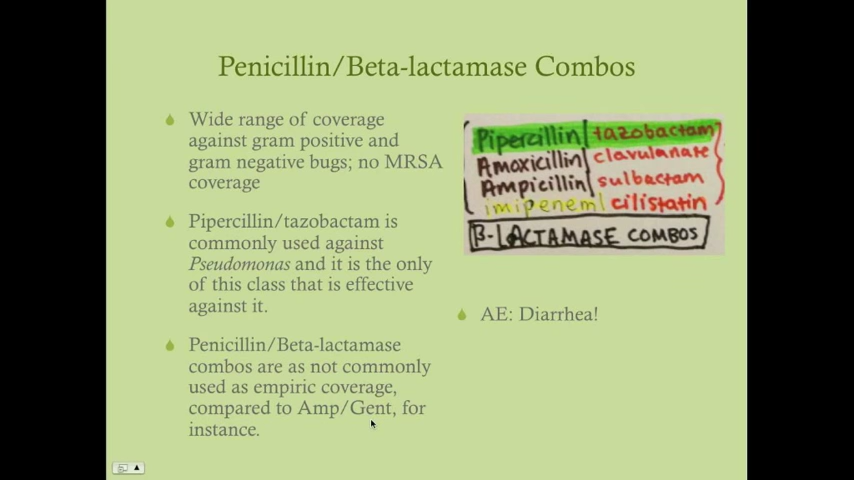 Penicillin/Beta-lactamase Combos
Wide range of coverage
against gram positive and
gram negative bugs; no MRSA
coverage
Pipercillin/tazobactam is
commonly used against
Pseudomonas and it is the only
of this class that is effective
against it.
Penicillin/Beta-lactamase
combos are as not commonly
used as empiric coverage,
compared to Amp/Gent, for
instance.
Pipercillin tazobactam
Amoxicillin clavulanate
Ampicillin sulbactam
imipenem cilistatin
β-LACTAMASE COMBOS
AE: Diarrhea!